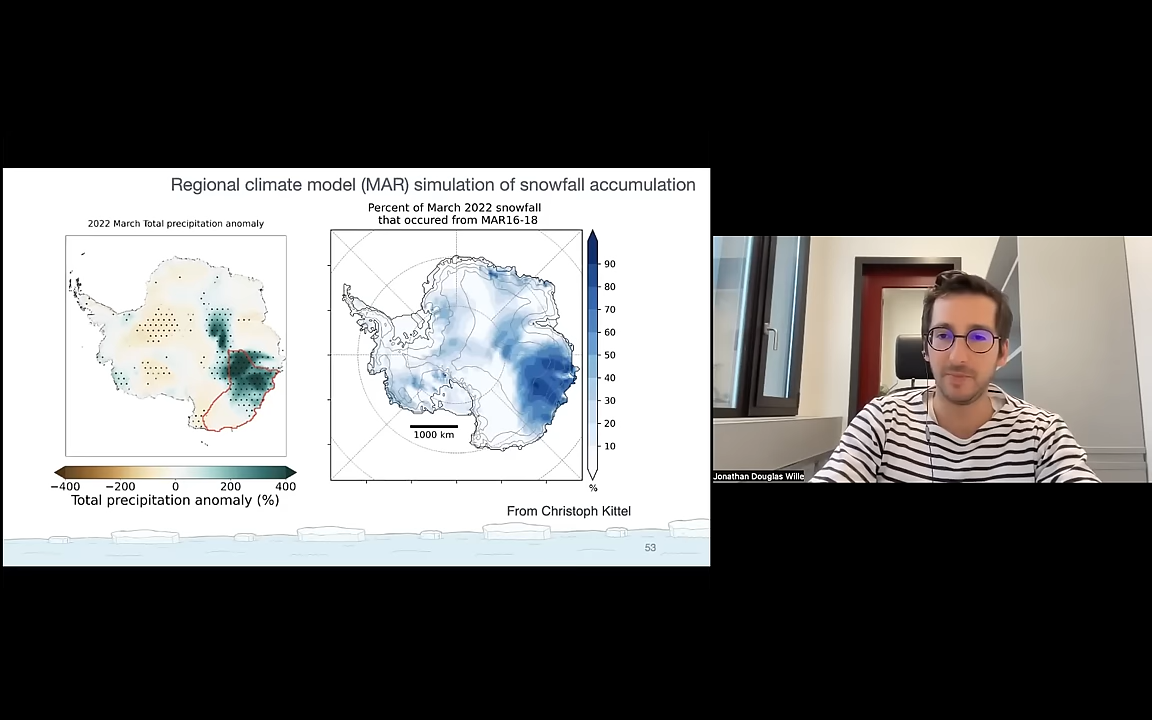 Regional climate model (MAR) simulation of snowfall accumulation
2022 March Total precipitation anomaly
−400 −200 0 200 400
Total precipitation anomaly (%)
Percent of March 2022 snowfall
that occured from MAR16-18
1000 km
90
80
70
60
50
40
30
20
10
%
From Christoph Kittel
53
Jonathan Douglas Wille